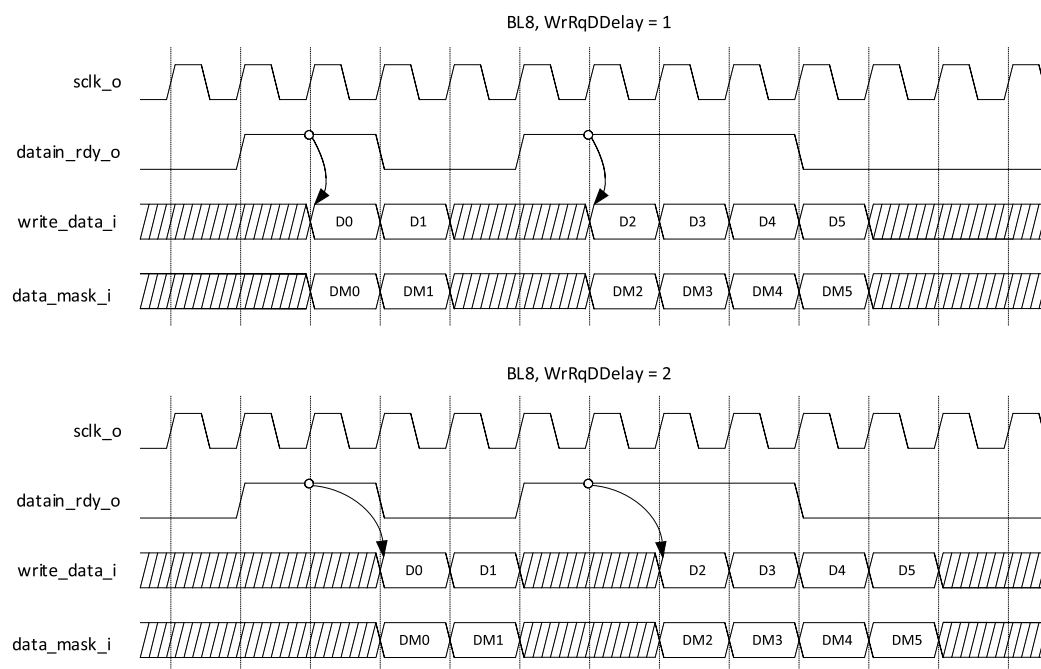 BL8, WrRqDDelay = 1
sclk_o
datain_rdy_o
write_data_i D0 D1 D2 D3 D4 D5
data_mask_i DM0 DM1 DM2 DM3 DM4 DM5
BL8, WrRqDDelay = 2
sclk_o
datain_rdy_o
write_data_i D0 D1 D2 D3 D4 D5
data_mask_i DM0 DM1 DM2 DM3 DM4 DM5